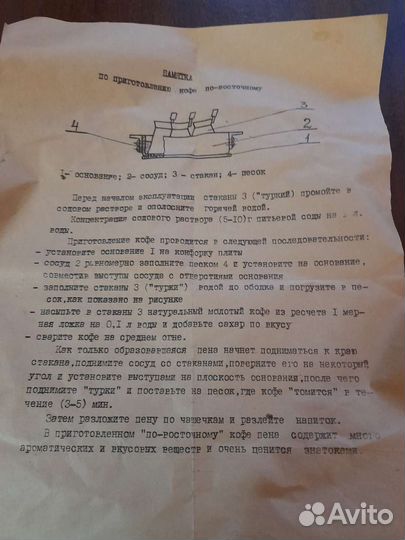 ПАМЯТКА
по приготовлению кофе по-восточному
3
4
2
1
1- основание; 2- сосуд; 3 - стакан; 4- песок
Перед началом эксплуатации стаканы 3 ("туркий) промойте в
содовом растворе и ополосните горячей водой.
Концентрация содового раствора (5-10)г питьевой соды на л.
воды.
Приготовление кофе проводится в следующей последовательности:
- установите основание I на конфорку плиты
- сосуд 2 равномерно заполните песком 4 и установите на основание,
совместив выступы сосуда с отверстиями основания
- заполните стаканы 3 ("турки") водой до ободка и погрузите в пе-
сок,как показано на рисунке
- насыпьте в стаканы 3 натуральный молотый кофе из расчета I мер-
ная ложка на 0,1 л воды и добавьте сахар по вкусу
- сварите кофе на среднем огне.
Как только образовавшаяся пена начнет подниматься к краю
стакана,поднимите сосуд со стаканами,поверните его на некоторый
угол и установите выступами на плоскость основания,после чего
поднимите "турки" и поставьте на песок,где кофе "томится" в те-
чение (3-5) мин.
Затем разложите пену по чашечкам и разлейте напиток.
В приготовленном "по-восточному" кофе пена содержит много
ароматических и вкусовых веществ и очень ценится знатоками.
Avito